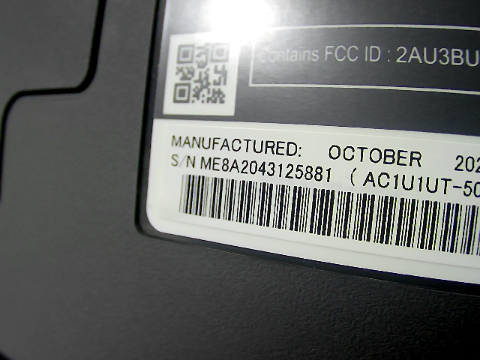 Contains FCC ID : 2AU3BU
MANUFACTURED: OCTOBER 202
S/N ME8A2043125881 ( AC1U1UT-50